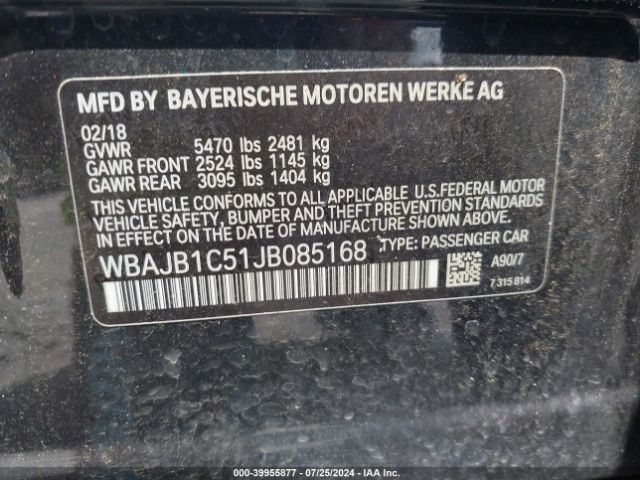 MFD BY BAYERISCHE MOTOREN WERKE AG
02/18
GVWR 5470 lbs 2481 kg
GAWR FRONT 2524 lbs 1145 kg
GAWR REAR 3095 lbs 1404 kg
THIS VEHICLE CONFORMS TO ALL APPLICABLE U.S.FEDERAL MOTOR
VEHICLE SAFETY, BUMPER AND THEFT PREVENTION STANDARDS
IN EFFECT ON THE DATE OF MANUFACTURE SHOWN ABOVE.
WBAJB1C51JB085168 TYPE: PASSENGER CAR
A90/7
7 315 814
000-39955877 - 07/25/2024 - IAA Inc.